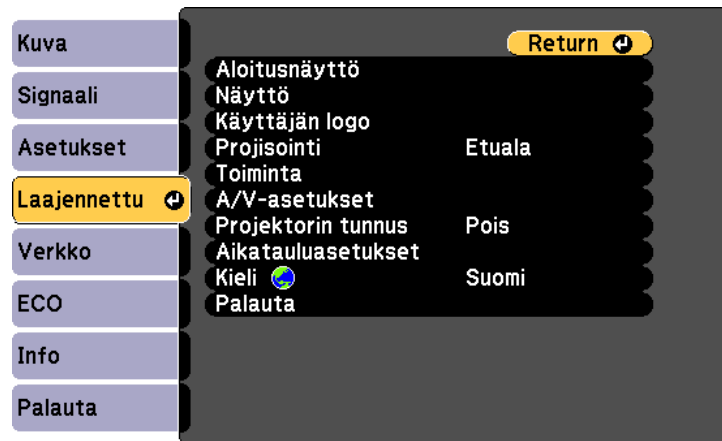 Kuva
Signaali
Asetukset
Laajennettu
Verkko
ECO
Info
Palauta
Return
Aloitusnäyttö
Näyttö
Käyttäjän logo
Projisointi Etuala
Toiminta
A/V-asetukset
Projektorin tunnus Pois
Aikatauluasetukset
Kieli Suomi
Palauta